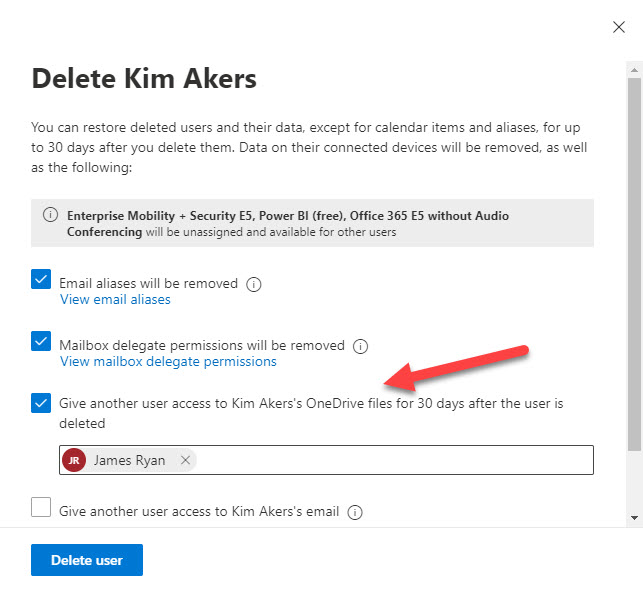 Delete Kim Akers
You can restore deleted users and their data, except for calendar items and aliases, for up
to 30 days after you delete them. Data on their connected devices will be removed, as well
as the following:
Enterprise Mobility + Security E5, Power BI (free), Office 365 E5 without Audio
Conferencing will be unassigned and available for other users
Email aliases will be removed
View email aliases
Mailbox delegate permissions will be removed
View mailbox delegate permissions
Give another user access to Kim Akers's OneDrive files for 30 days after the user is
deleted
JR James Ryan
Give another user access to Kim Akers's email
Delete user